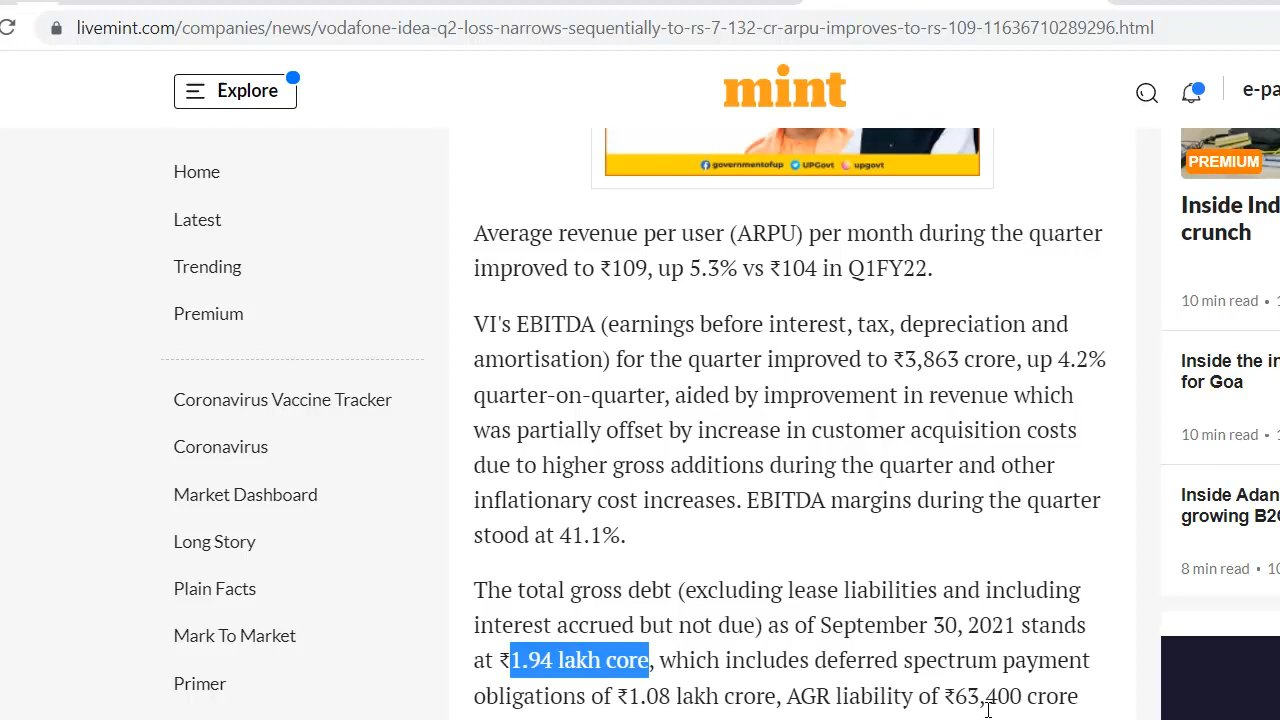 livemint.com/companies/news/vodafone-idea-q2-loss-narrows-sequentially-to-rs-7-132-cr-arpu-improves-to-rs-109-11636710289296.html
Explore
mint
e-pa
governmentofup UPGovt upgovt
Home
Latest
Trending
Premium
Coronavirus Vaccine Tracker
Coronavirus
Market Dashboard
Long Story
Plain Facts
Mark To Market
Primer
Average revenue per user (ARPU) per month during the quarter
improved to ₹109, up 5.3% vs ₹104 in Q1FY22.
VI's EBITDA (earnings before interest, tax, depreciation and
amortisation) for the quarter improved to ₹3,863 crore, up 4.2%
quarter-on-quarter, aided by improvement in revenue which
was partially offset by increase in customer acquisition costs
due to higher gross additions during the quarter and other
inflationary cost increases. EBITDA margins during the quarter
stood at 41.1%.
The total gross debt (excluding lease liabilities and including
interest accrued but not due) as of September 30, 2021 stands
at ₹1.94 lakh core, which includes deferred spectrum payment
obligations of ₹1.08 lakh crore, AGR liability of ₹63,400 crore
PREMIUM
Inside Ind
crunch
10 min read • 1
Inside the in
for Goa
10 min read •
Inside Adan
growing B2C
8 min read • 10